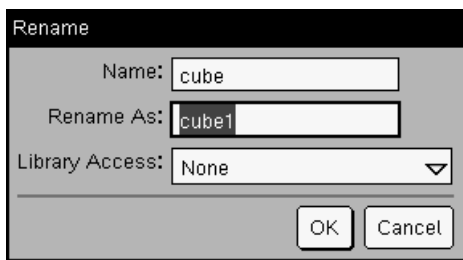 Rename
Name: cube
Rename As: cube1
Library Access: None
OK Cancel